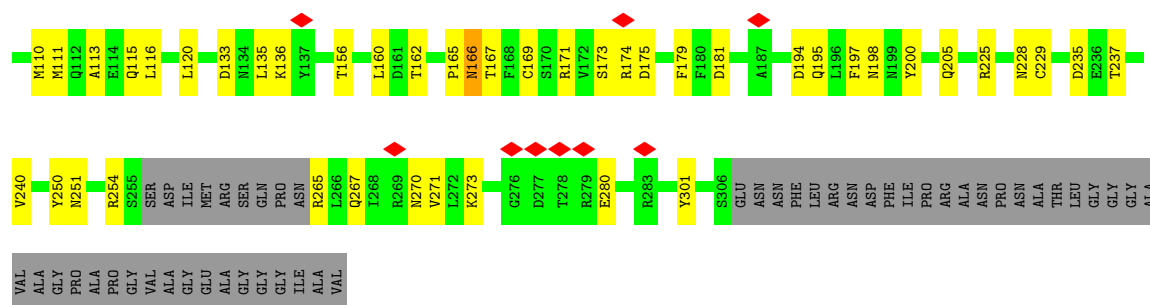 M110 M111 Q112 A113 E114 Q115 L116 L120 D133 N134 L135 K136 Y137 T156 L160 D161 T162 P165 N166 T167 F168 C169 S170 R171 V172 S173 R174 D175 F179 F180 D181 A187 D194 Q195 L196 F197 N198 N199 Y200 Q205 R225 N228 C229 D235 E236 T237
V240 Y250 N251 R254 S255 SER ASP ILE MET ARG SER GLN PRO ASN R265 L266 Q267 I268 R269 N270 V271 L272 K273 G276 D277 T278 R279 E280 R283 Y301 S306 GLU ASN ASN PHE LEU ARG ASN ASP PHE ILE PRO ARG ALA ASN PRO ASN ALA THR LEU GLY GLY GLY ALA
VAL ALA GLY PRO ALA PRO GLY VAL ALA GLY GLU ALA GLY GLY GLY ILE ALA VAL